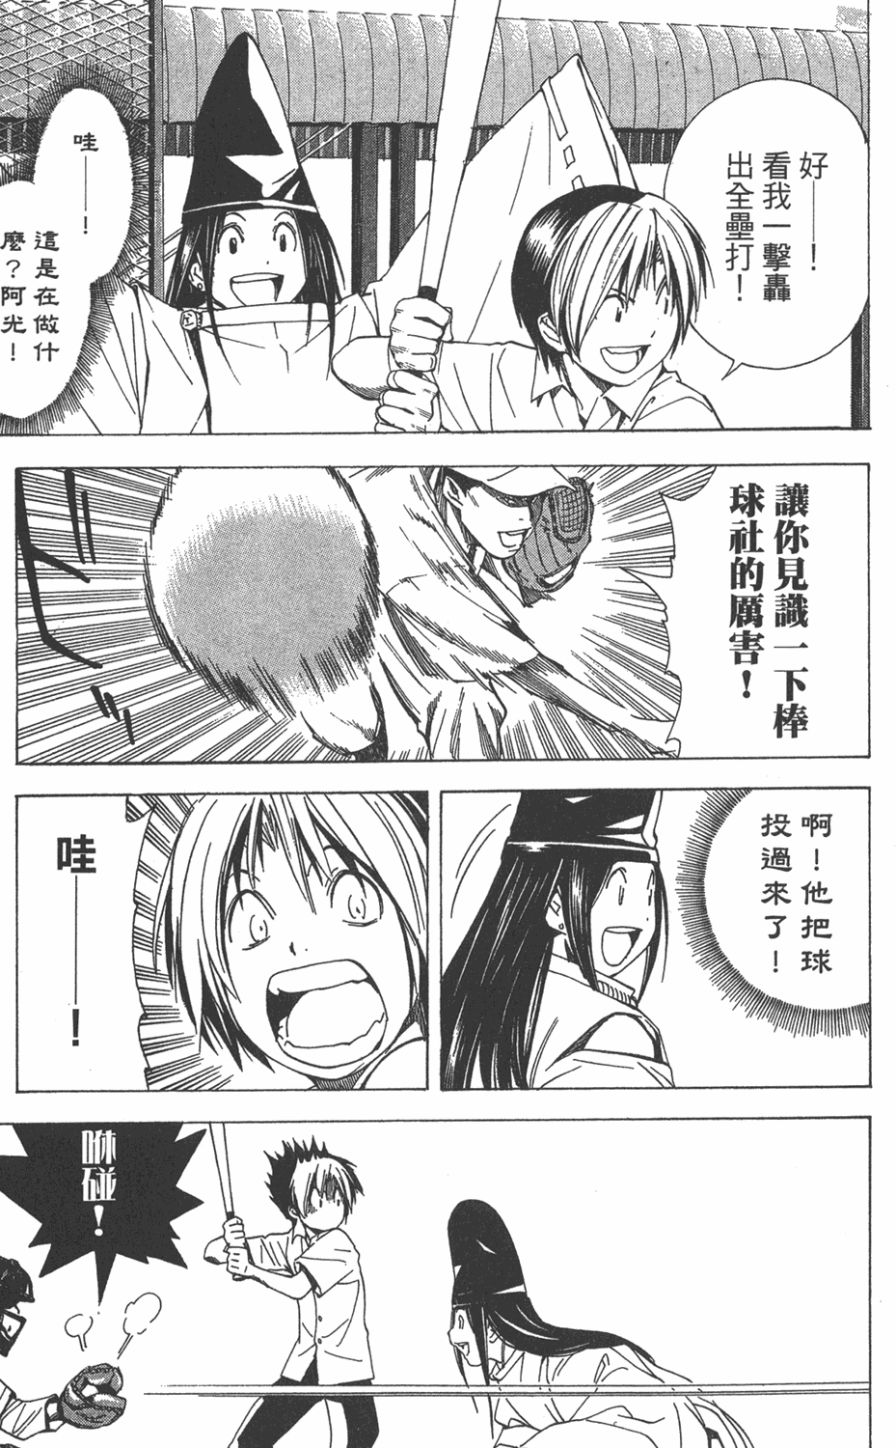 好——！
看我一擊轟
出全壘打！
哇——！
這是在做什
麼？阿光！
讓你見識一下棒
球社的厲害！
啊！他把球
投過來了！
哇——！
咻碰！